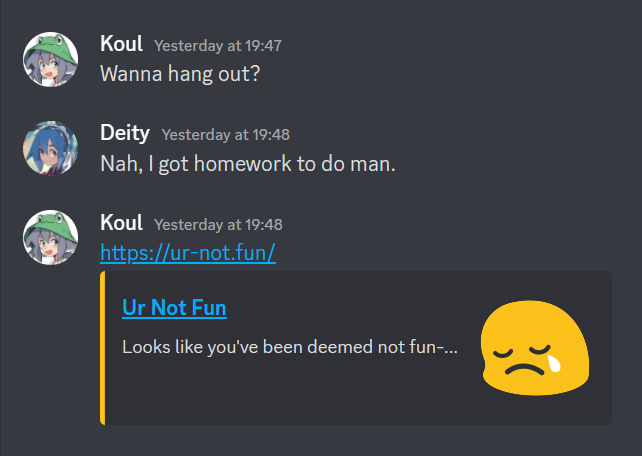 Koul Yesterday at 19:47
Wanna hang out?
Deity Yesterday at 19:48
Nah, I got homework to do man.
Koul Yesterday at 19:48
https://ur-not.fun/
Ur Not Fun
Looks like you've been deemed not fun-...